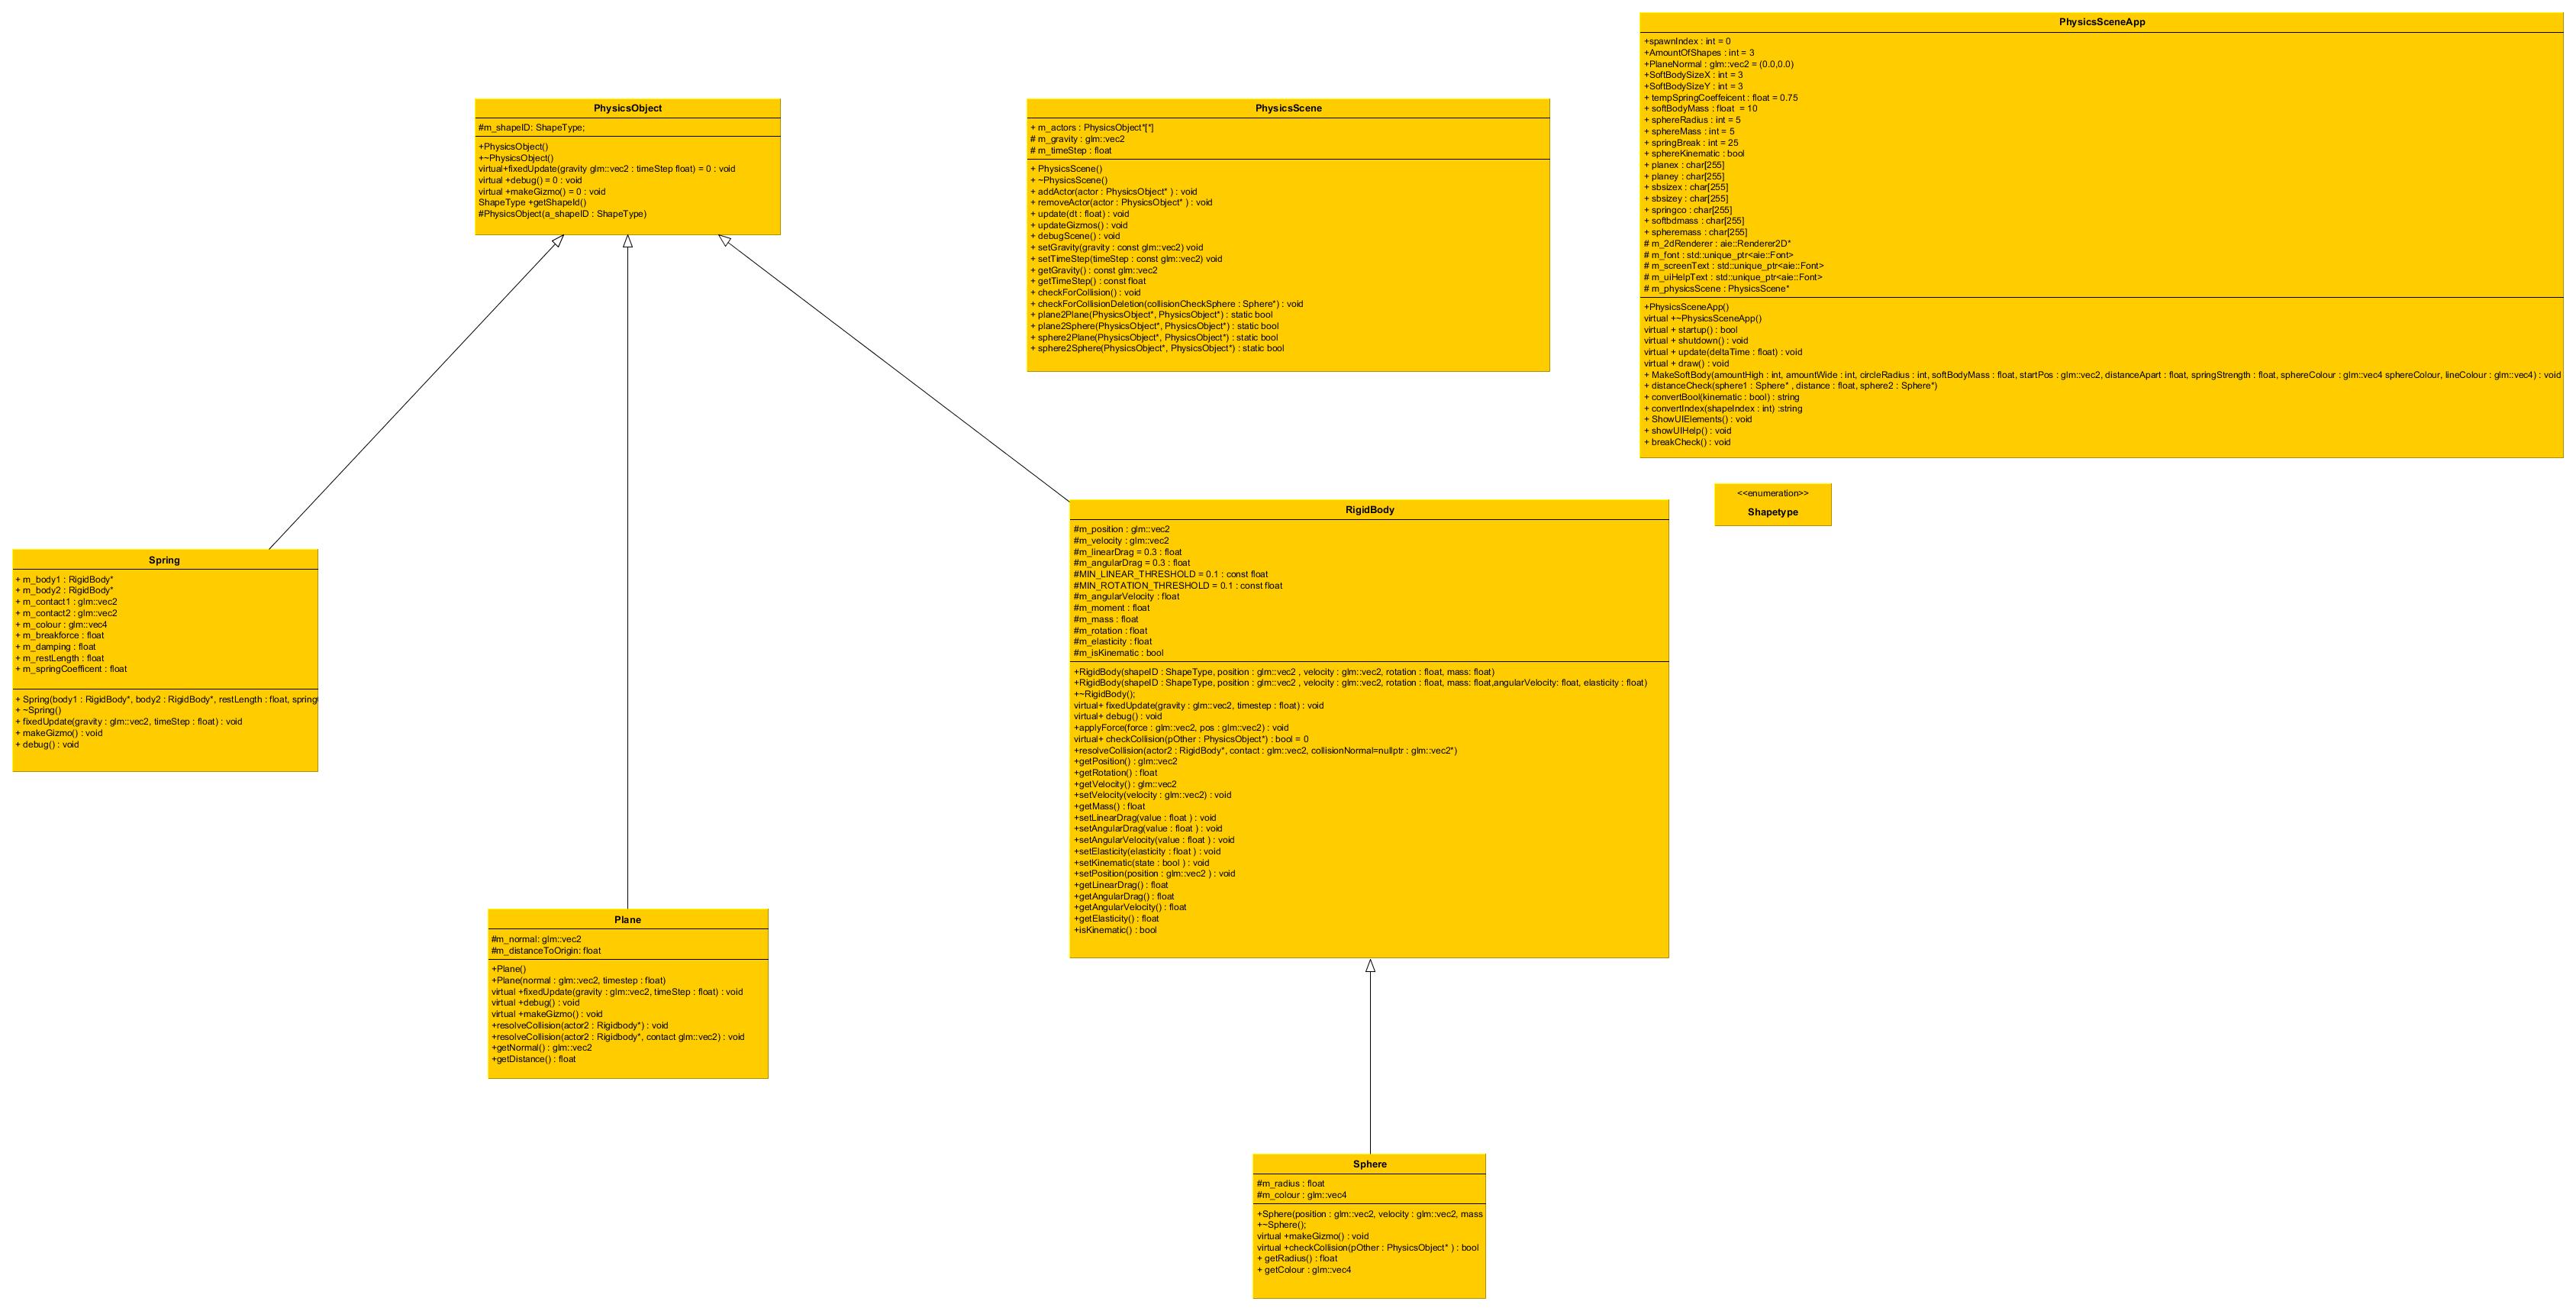 PhysicsSceneApp
+spawnIndex : int = 0
+AmountOfShapes : int = 3
+PlaneNormal : glm::vec2 = (0.0,0.0)
+SoftBodySizeX : int = 3
+SoftBodySizeY : int = 3
+ tempSpringCoeffeicent : float = 0.75
+ softBodyMass : float  = 10
+ sphereRadius : int = 5
+ sphereMass : int = 5
+ springBreak : int = 25
+ sphereKinematic : bool
+ planex : char[255]
+ planey : char[255]
+ sbsizex : char[255]
+ sbsizey : char[255]
+ springco : char[255]
+ softbdmass : char[255]
+ spheremass : char[255]
# m_2dRenderer : aie::Renderer2D*
# m_font : std::unique_ptr<aie::Font>
# m_screenText : std::unique_ptr<aie::Font>
# m_uiHelpText : std::unique_ptr<aie::Font>
# m_physicsScene : PhysicsScene*
+PhysicsSceneApp()
virtual +~PhysicsSceneApp()
virtual + startup() : bool
virtual + shutdown() : void
virtual + update(deltaTime : float) : void
virtual + draw() : void
+ MakeSoftBody(amountHigh : int, amountWide : int, circleRadius : int, softBodyMass : float, startPos : glm::vec2, distanceApart : float, springStrength : float, sphereColour : glm::vec4 sphereColour, lineColour : glm::vec4) : void
+ distanceCheck(sphere1 : Sphere* , distance : float, sphere2 : Sphere*)
+ convertBool(kinematic : bool) : string
+ convertIndex(shapeIndex : int) :string
+ ShowUIElements() : void
+ showUIHelp() : void
+ breakCheck() : void
PhysicsObject
#m_shapeID: ShapeType;
+PhysicsObject()
+~PhysicsObject()
virtual+fixedUpdate(gravity glm::vec2 : timeStep float) = 0 : void
virtual +debug() = 0 : void
virtual +makeGizmo() = 0 : void
ShapeType +getShapeId()
#PhysicsObject(a_shapeID : ShapeType)
PhysicsScene
+ m_actors : PhysicsObject*[*]
# m_gravity : glm::vec2
# m_timeStep : float
+ PhysicsScene()
+ ~PhysicsScene()
+ addActor(actor : PhysicsObject* ) : void
+ removeActor(actor : PhysicsObject* ) : void
+ update(dt : float) : void
+ updateGizmos() : void
+ debugScene() : void
+ setGravity(gravity : const glm::vec2) void
+ setTimeStep(timeStep : const glm::vec2) void
+ getGravity() : const glm::vec2
+ getTimeStep() : const float
+ checkForCollision() : void
+ checkForCollisionDeletion(collisionCheckSphere : Sphere*) : void
+ plane2Plane(PhysicsObject*, PhysicsObject*) : static bool
+ plane2Sphere(PhysicsObject*, PhysicsObject*) : static bool
+ sphere2Plane(PhysicsObject*, PhysicsObject*) : static bool
+ sphere2Sphere(PhysicsObject*, PhysicsObject*) : static bool
<<enumeration>>
Shapetype
RigidBody
#m_position : glm::vec2
#m_velocity : glm::vec2
#m_linearDrag = 0.3 : float
#m_angularDrag = 0.3 : float
#MIN_LINEAR_THRESHOLD = 0.1 : const float
#MIN_ROTATION_THRESHOLD = 0.1 : const float
#m_angularVelocity : float
#m_moment : float
#m_mass : float
#m_rotation : float
#m_elasticity : float
#m_isKinematic : bool
+RigidBody(shapeID : ShapeType, position : glm::vec2 , velocity : glm::vec2, rotation : float, mass: float)
+RigidBody(shapeID : ShapeType, position : glm::vec2 , velocity : glm::vec2, rotation : float, mass: float,angularVelocity: float, elasticity : float)
+~RigidBody();
virtual+ fixedUpdate(gravity : glm::vec2, timestep : float) : void
virtual+ debug() : void
+applyForce(force : glm::vec2, pos : glm::vec2) : void
virtual+ checkCollision(pOther : PhysicsObject*) : bool = 0
+resolveCollision(actor2 : RigidBody*, contact : glm::vec2, collisionNormal=nullptr : glm::vec2*)
+getPosition() : glm::vec2
+getRotation() : float
+getVelocity() : glm::vec2
+setVelocity(velocity : glm::vec2) : void
+getMass() : float
+setLinearDrag(value : float ) : void
+setAngularDrag(value : float ) : void
+setAngularVelocity(value : float ) : void
+setElasticity(elasticity : float ) : void
+setKinematic(state : bool ) : void
+setPosition(position : glm::vec2 ) : void
+getLinearDrag() : float
+getAngularDrag() : float
+getAngularVelocity() : float
+getElasticity() : float
+isKinematic() : bool
Spring
+ m_body1 : RigidBody*
+ m_body2 : RigidBody*
+ m_contact1 : glm::vec2
+ m_contact2 : glm::vec2
+ m_colour : glm::vec4
+ m_breakforce : float
+ m_damping : float
+ m_restLength : float
+ m_springCoefficent : float
+ Spring(body1 : RigidBody*, body2 : RigidBody*, restLength : float, spring
+ ~Spring()
+ fixedUpdate(gravity : glm::vec2, timeStep : float) : void
+ makeGizmo() : void
+ debug() : void
Plane
#m_normal: glm::vec2
#m_distanceToOrigin: float
+Plane()
+Plane(normal : glm::vec2, timestep : float)
virtual +fixedUpdate(gravity : glm::vec2, timeStep : float) : void
virtual +debug() : void
virtual +makeGizmo() : void
+resolveCollision(actor2 : Rigidbody*) : void
+resolveCollision(actor2 : Rigidbody*, contact glm::vec2) : void
+getNormal() : glm::vec2
+getDistance() : float
Sphere
#m_radius : float
#m_colour : glm::vec4
+Sphere(position : glm::vec2, velocity : glm::vec2, mass
+~Sphere();
virtual +makeGizmo() : void
virtual +checkCollision(pOther : PhysicsObject* ) : bool
+ getRadius() : float
+ getColour : glm::vec4